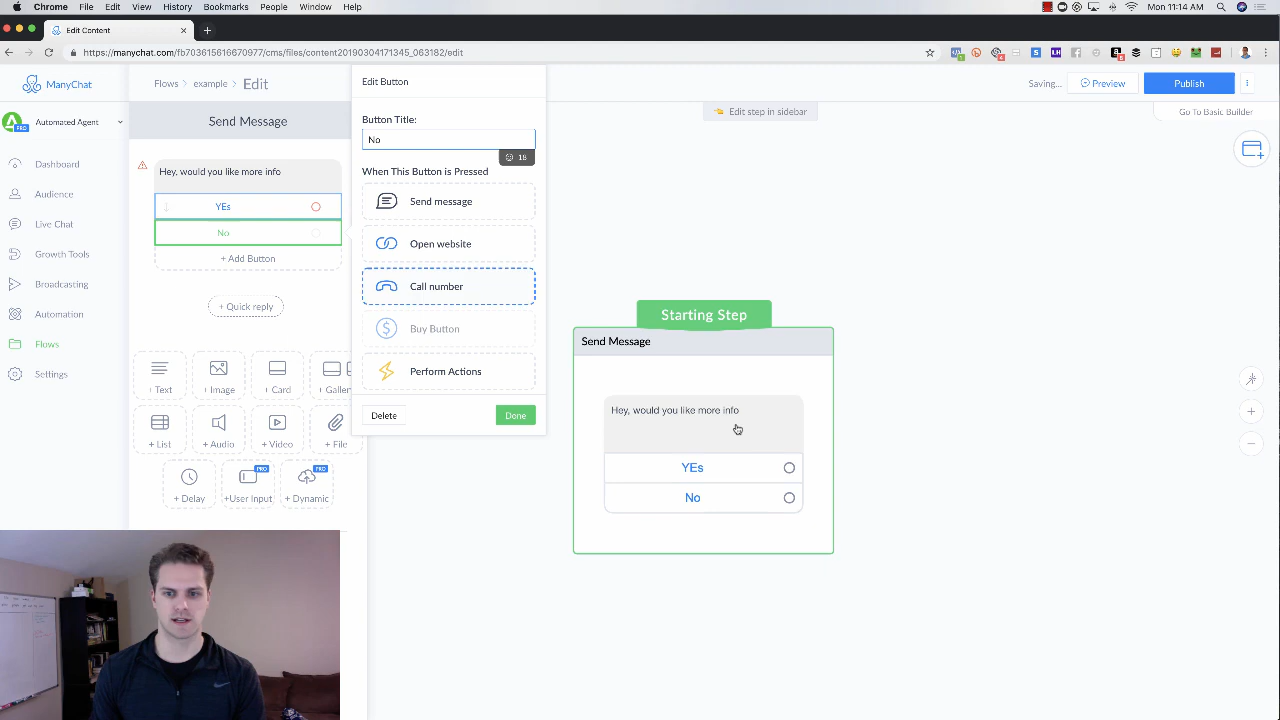 Chrome File Edit View History Bookmarks People Window Help
Mon 11:14 AM
Edit Content
https://manychat.com/fb703615616670977/cms/files/content20190304171345_063182/edit
ManyChat
Flows › example › Edit
Edit Button
Saving...
Preview
Publish
Automated Agent
PRO
Send Message
Edit step in sidebar
Go To Basic Builder
Button Title:
No
18
Dashboard
Audience
Live Chat
Growth Tools
Broadcasting
Automation
Flows
Settings
Hey, would you like more info
YEs
No
+ Add Button
+ Quick reply
When This Button is Pressed
Send message
Open website
Call number
Buy Button
Perform Actions
Delete
Done
+ Text
+ Image
+ Card
+ Galler
+ List
+ Audio
+ Video
+ File
+ Delay
PRO
+User Input
PRO
+ Dynamic
Starting Step
Send Message
Hey, would you like more info
YEs
No